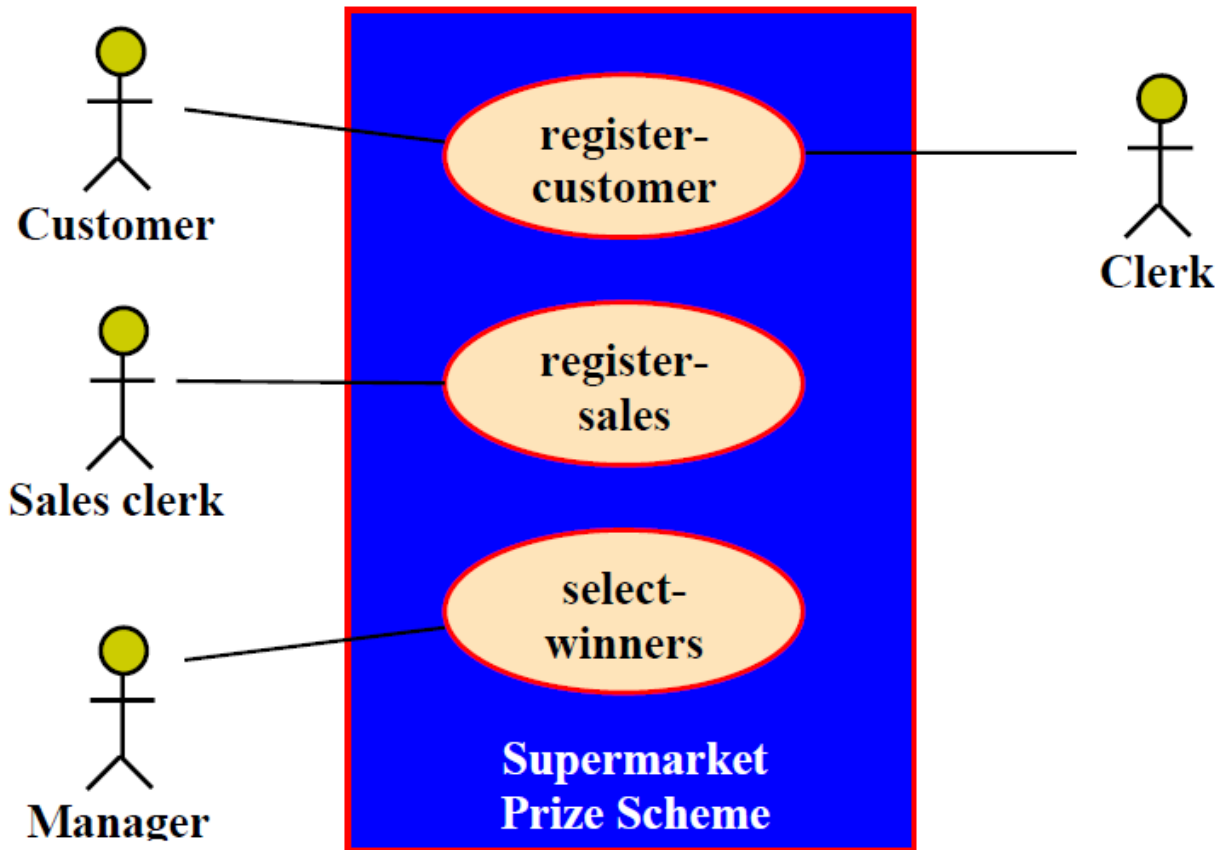 register-
customer
Customer
Clerk
register-
sales
Sales clerk
select-
winners
Manager
Supermarket
Prize Scheme